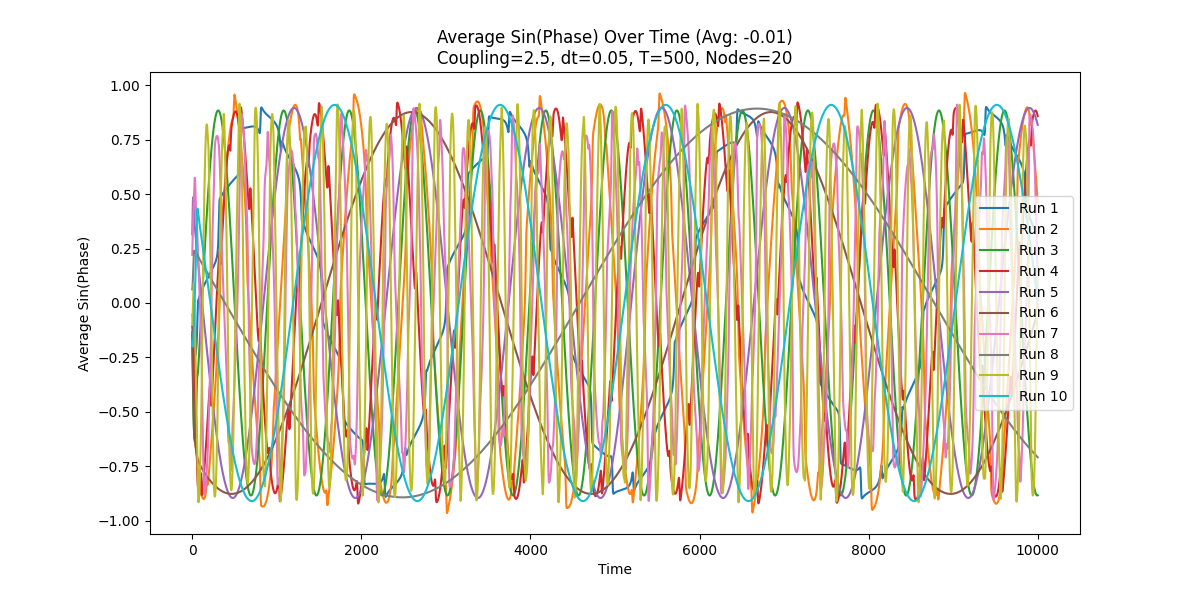 Average Sin(Phase) Over Time (Avg: -0.01)
Coupling=2.5, dt=0.05, T=500, Nodes=20
1.00
0.75
0.50
0.25
0.00
−0.25
−0.50
−0.75
−1.00
Average Sin(Phase)
Run 1
Run 2
Run 3
Run 4
Run 5
Run 6
Run 7
Run 8
Run 9
Run 10
0 2000 4000 6000 8000 10000
Time